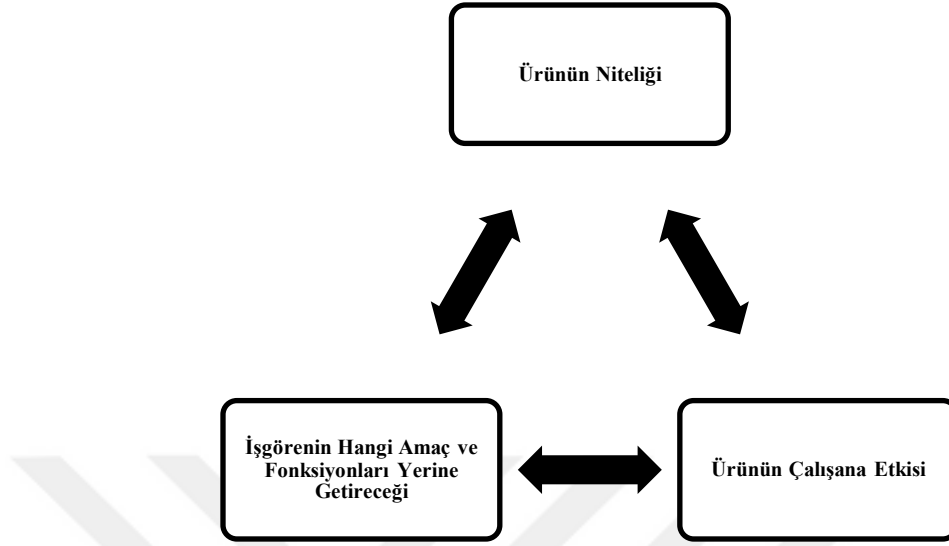 Ürünün Niteliği
İşgörenin Hangi Amaç ve
Fonksiyonları Yerine
Getireceği
Ürünün Çalışana Etkisi